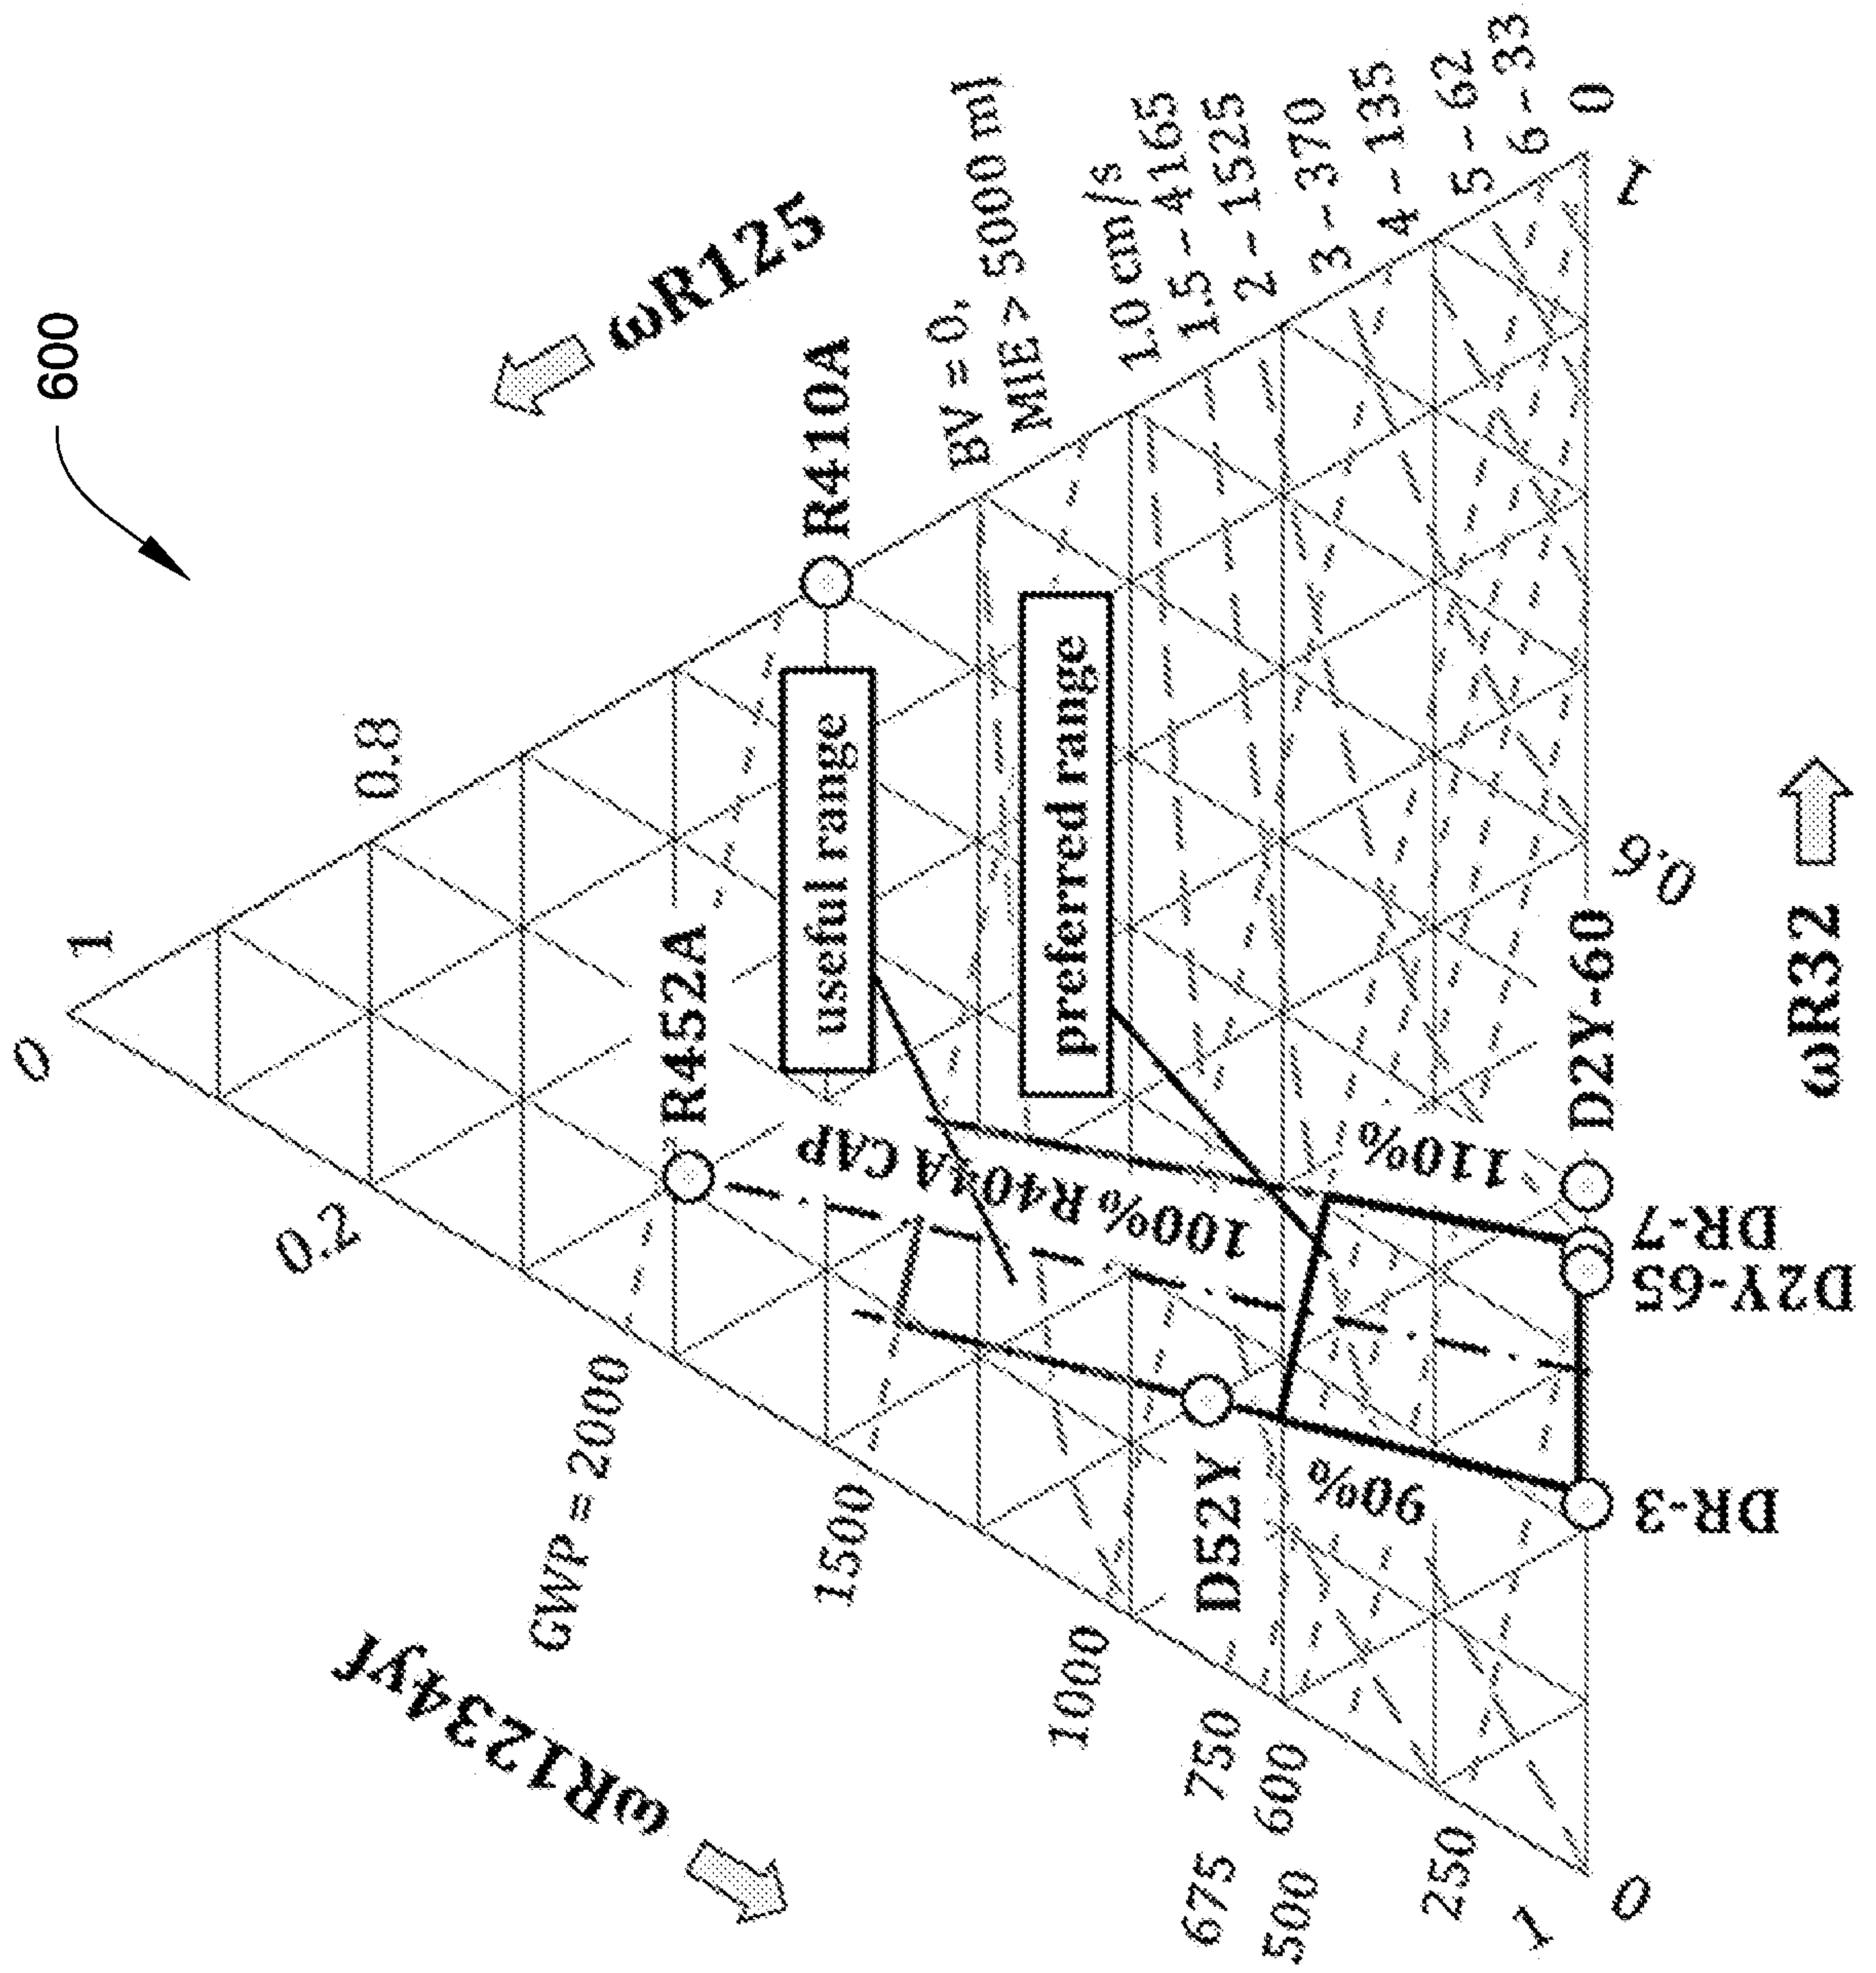 600
ωR125
ωR1234yf
ωR32
1
0
0.8
0.2
R452A
R410A
useful range
preferred range
BV = 0,
MIE > 5000 ml
1.0 cm/s
1.5 – 4165
2 – 1525
3 – 370
4 – 135
5 – 62
6 – 33
0
1
0.6
GWP = 2000
1500
1000
675 750
500 600
250
1
0
100% R404A CAP
110%
90%
D52Y
DR-3
D2Y-65
DR-7
D2Y-60